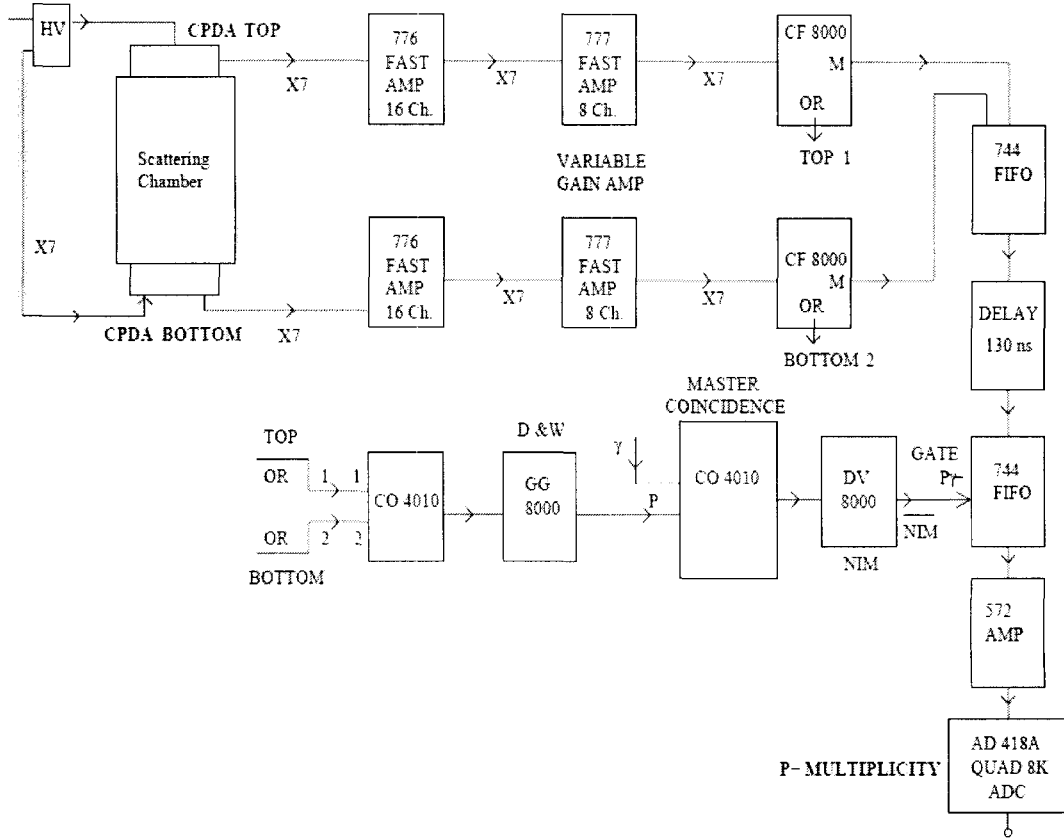 HV
CPDA TOP
Scattering
Chamber
X7
CPDA BOTTOM
X7
X7
776
FAST
AMP
16 Ch.
X7
777
FAST
AMP
8 Ch.
X7
CF 8000
M
OR
TOP 1
VARIABLE
GAIN AMP
776
FAST
AMP
16 Ch.
X7
777
FAST
AMP
8 Ch.
X7
CF 8000
M
OR
BOTTOM 2
744
FIFO
DELAY
130 ns
MASTER
COINCIDENCE
TOP
OR
1
1
OR
2
2
BOTTOM
CO 4010
D &W
GG
8000
γ
P
CO 4010
DV
8000
NIM
NIM
GATE
Pγ
744
FIFO
572
AMP
P- MULTIPLICITY
AD 418A
QUAD 8K
ADC